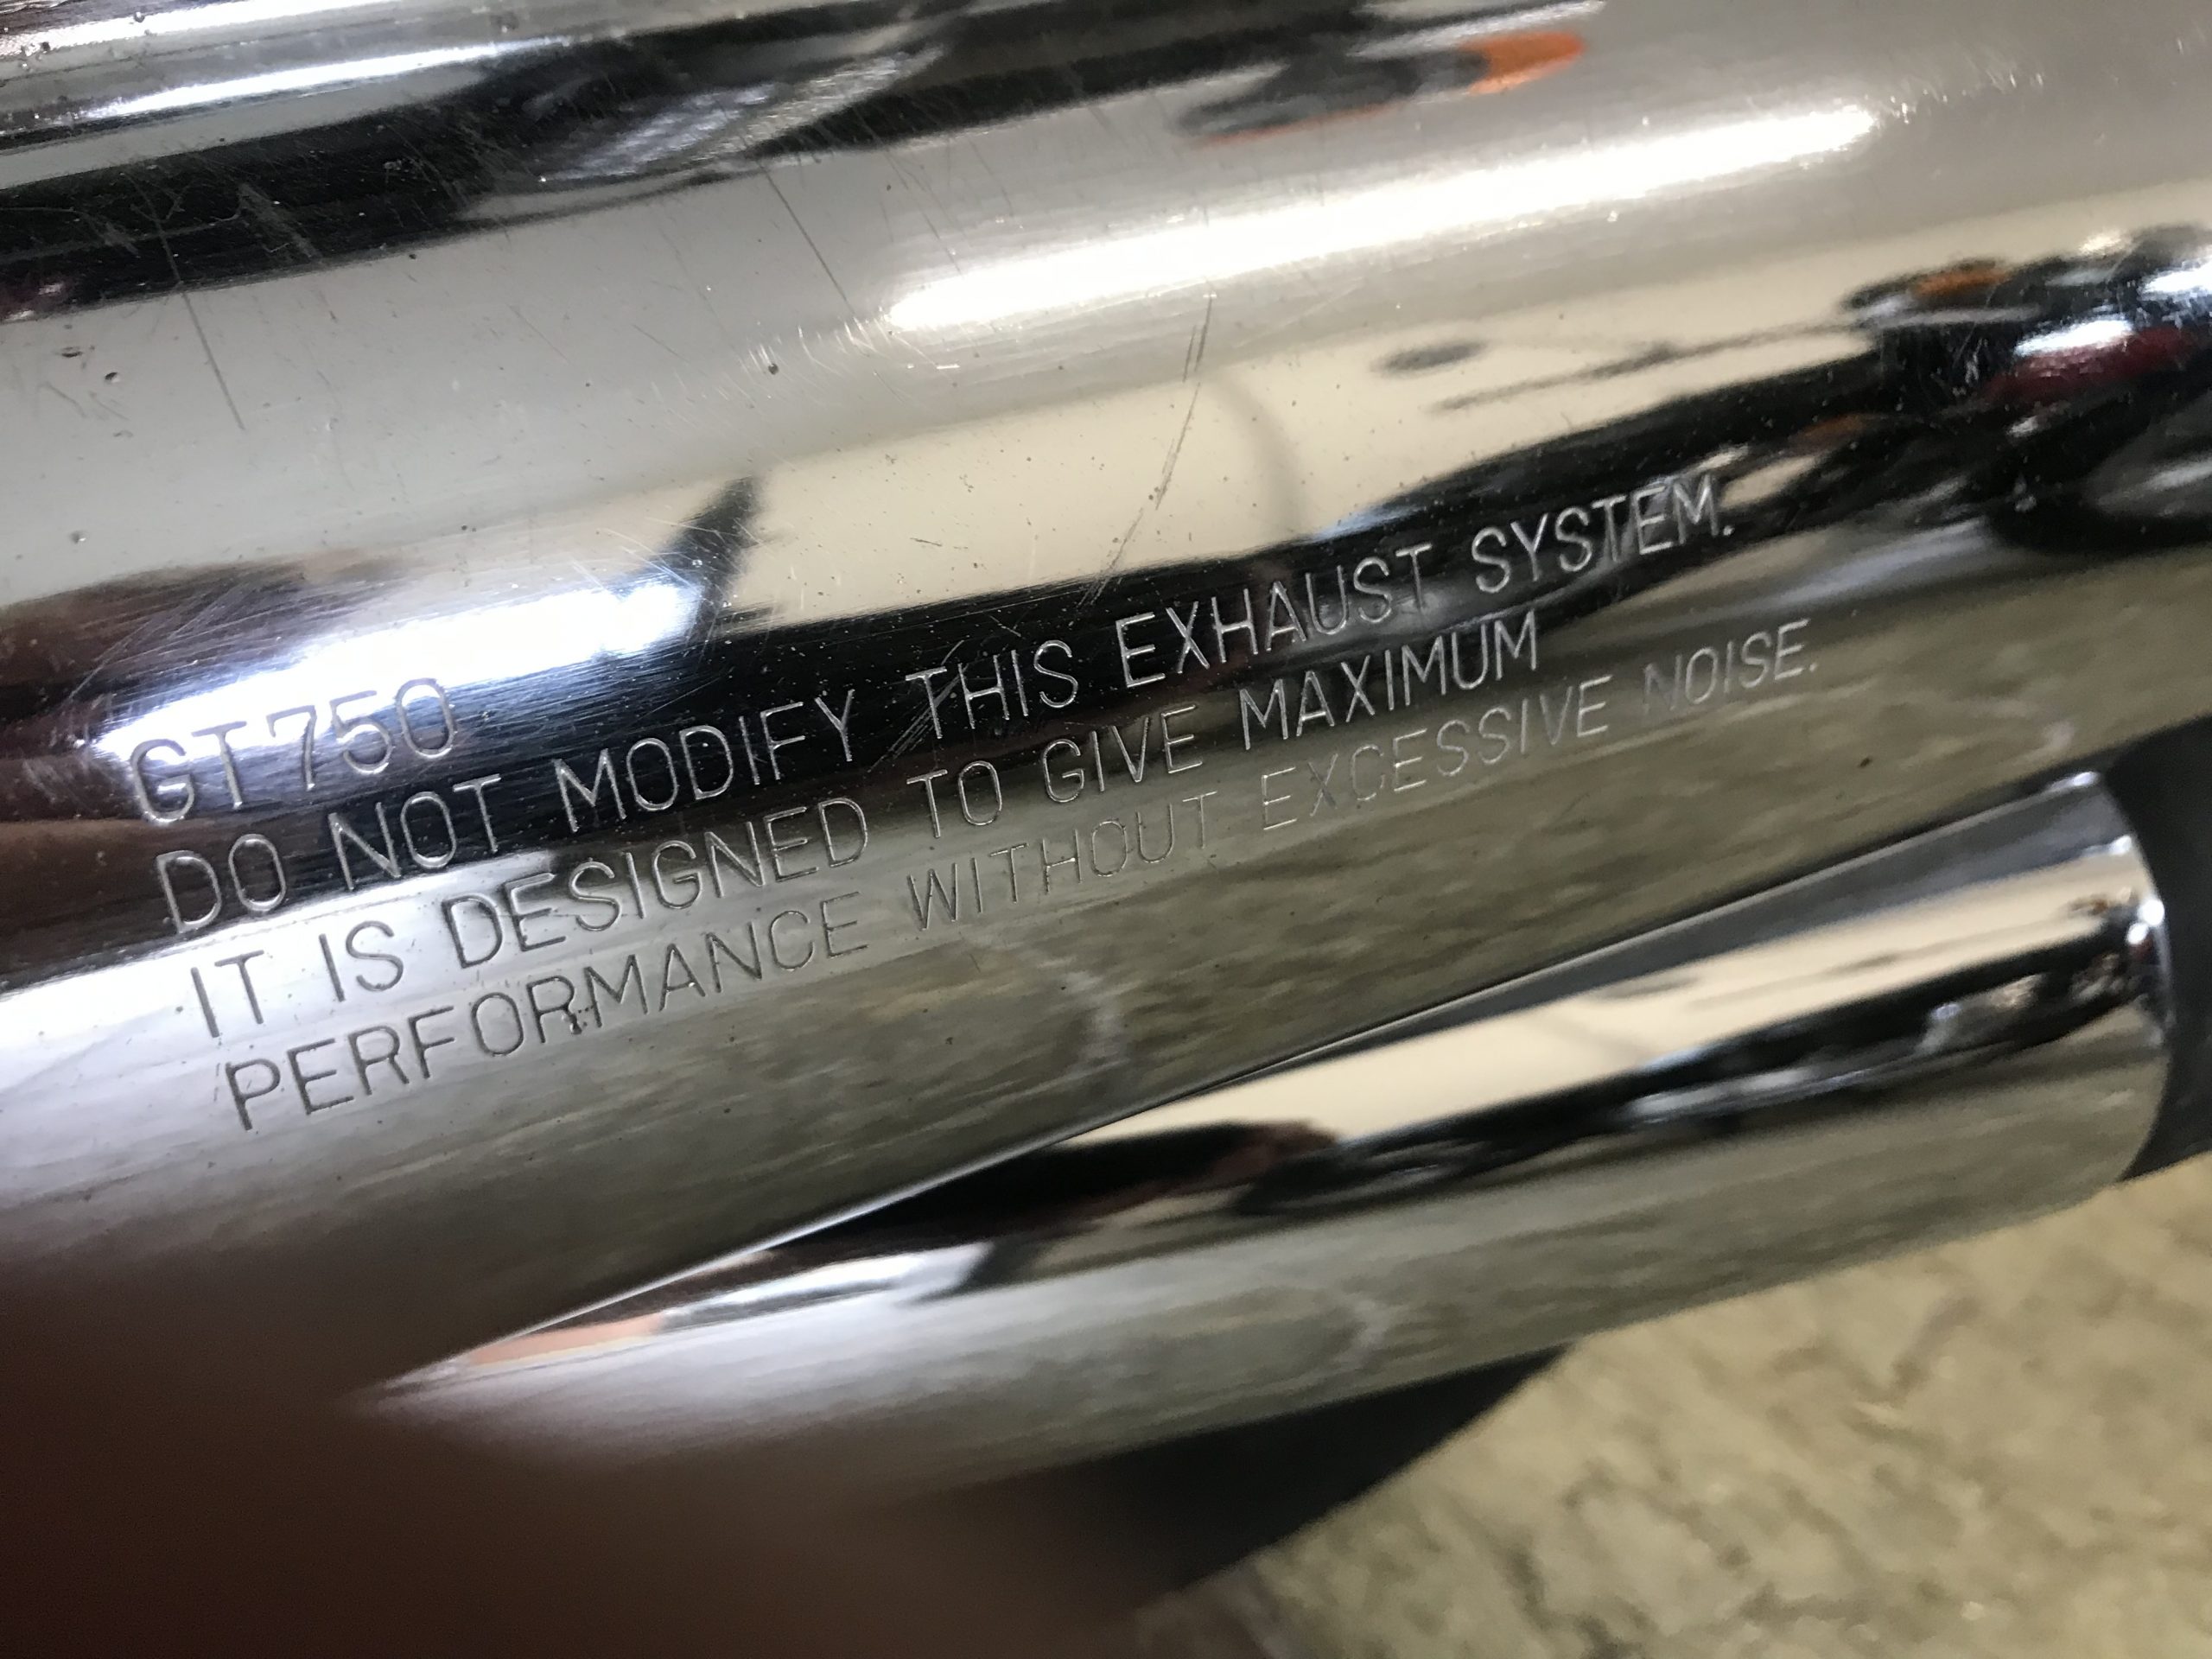 GT750
DO NOT MODIFY THIS EXHAUST SYSTEM.
IT IS DESIGNED TO GIVE MAXIMUM
PERFORMANCE WITHOUT EXCESSIVE NOISE.